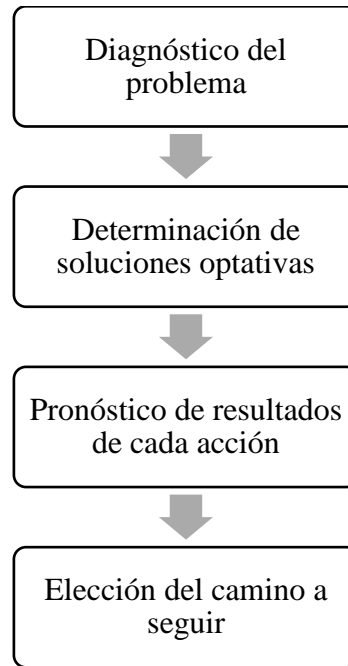 Diagnóstico del
problema
Determinación de
soluciones optativas
Pronóstico de resultados
de cada acción
Elección del camino a
seguir